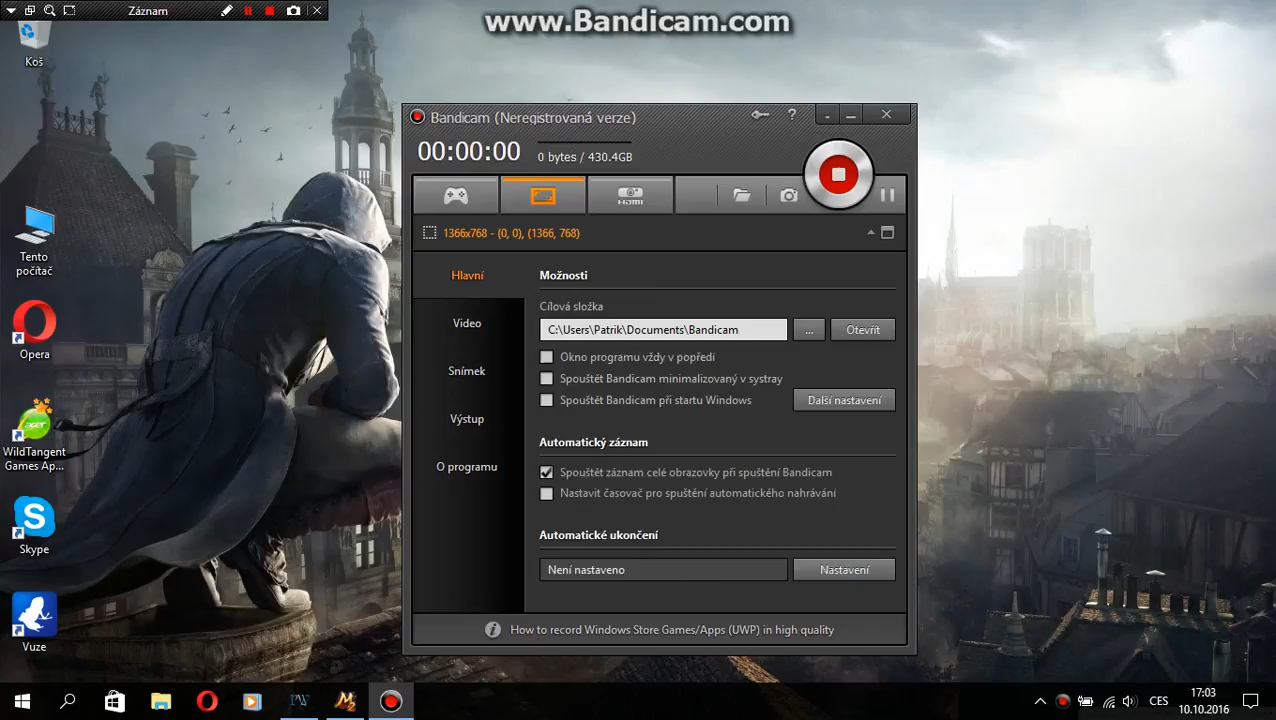 Záznam
www.Bandicam.com
Koš
Tento
počítač
Opera
WildTangent
Games Ap...
acer
Skype
Vuze
Bandicam (Neregistrovaná verze)
00:00:00
0 bytes / 430.4GB
HDMI
1366x768 - (0, 0), (1366, 768)
Hlavní
Video
Snímek
Výstup
O programu
Možnosti
Cílová složka
C:\Users\Patrik\Documents\Bandicam
...
Otevřít
Okno programu vždy v popředí
Spouštět Bandicam minimalizovaný v systray
Spouštět Bandicam při startu Windows
Další nastavení
Automatický záznam
Spouštět záznam celé obrazovky při spuštění Bandicam
Nastavit časovač pro spuštění automatického nahrávání
Automatické ukončení
Není nastaveno
Nastavení
How to record Windows Store Games/Apps (UWP) in high quality
CES
17:03
10.10.2016